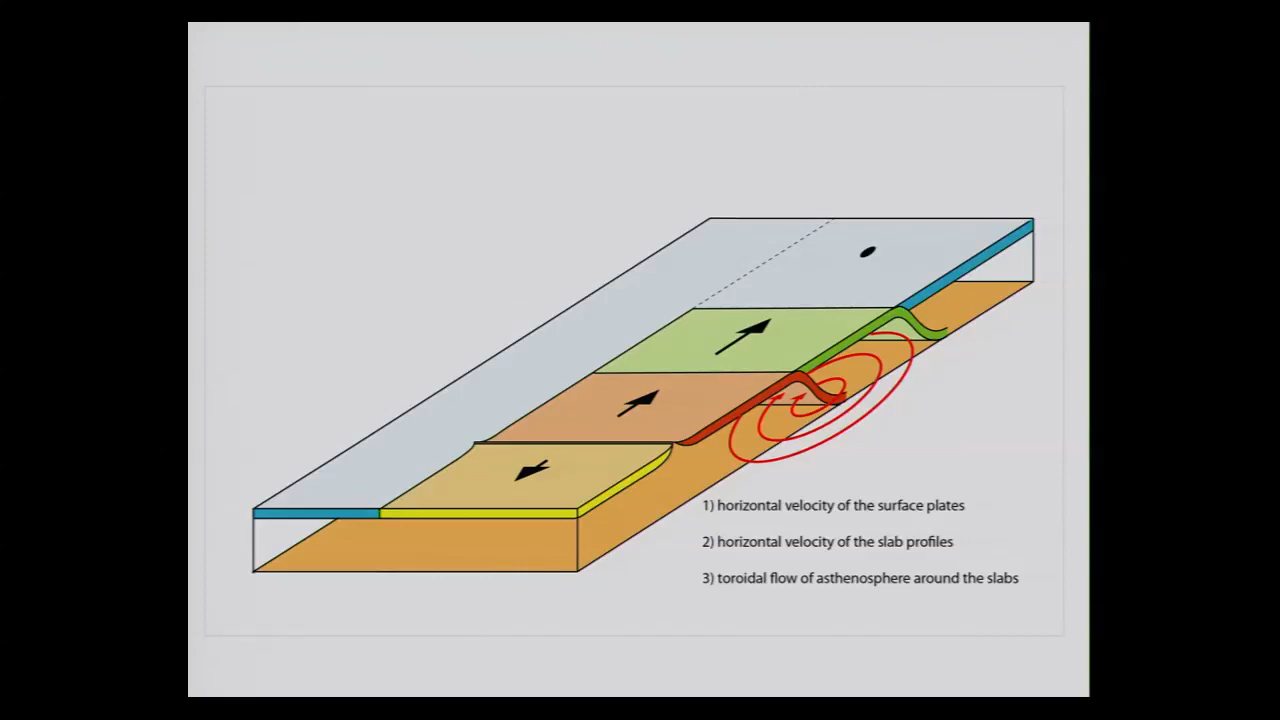 1) horizontal velocity of the surface plates
2) horizontal velocity of the slab profiles
3) toroidal flow of asthenosphere around the slabs